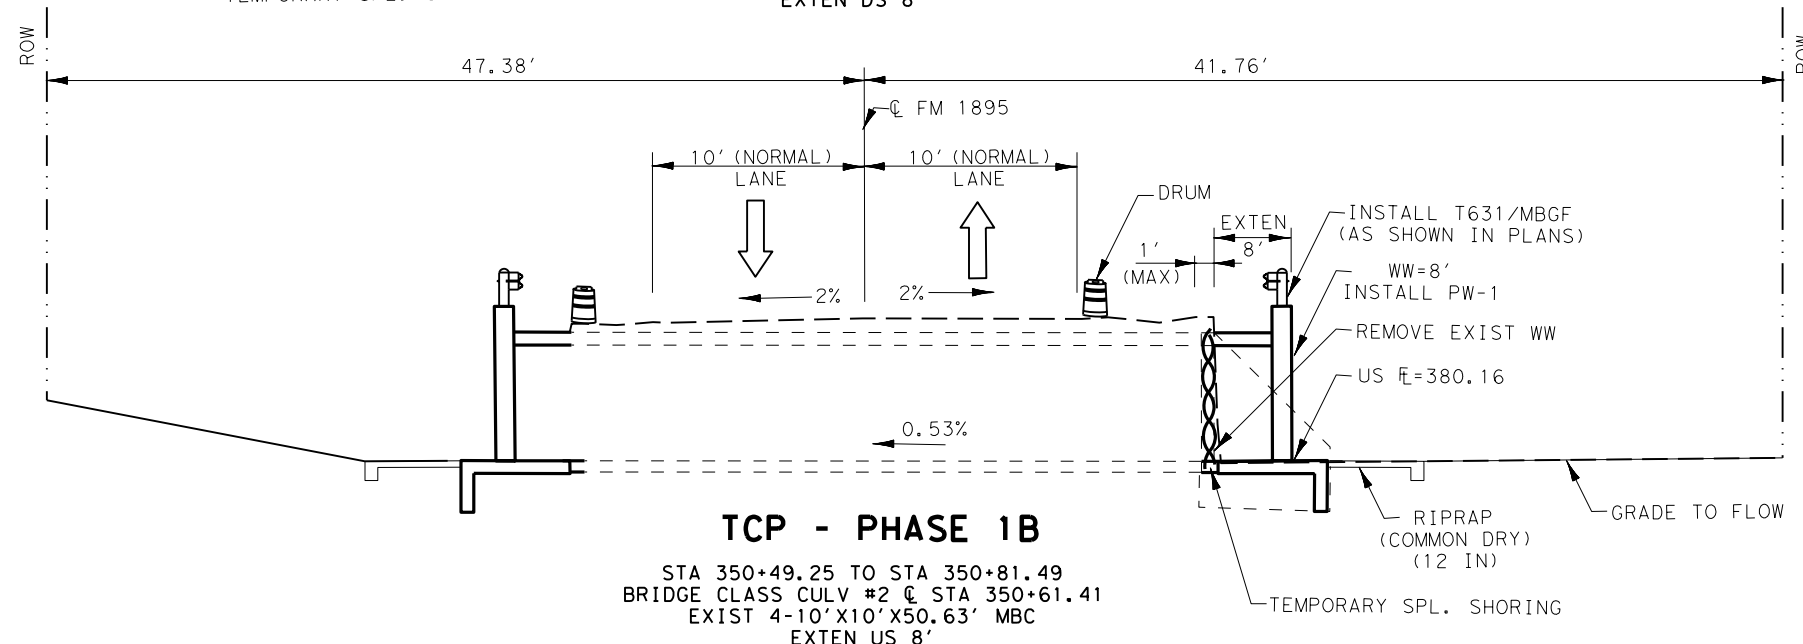 EXTEN DS 8'
ROW
ROW
47.38'
41.76'
℄ FM 1895
10' (NORMAL)
LANE
10' (NORMAL)
LANE
DRUM
EXTEN
8'
1'
(MAX)
INSTALL T631/MBGF
(AS SHOWN IN PLANS)
WW=8'
INSTALL PW-1
2%
2%
REMOVE EXIST WW
US FL=380.16
0.53%
GRADE TO FLOW
RIPRAP
(COMMON DRY)
(12 IN)
TEMPORARY SPL. SHORING
TCP - PHASE 1B
STA 350+49.25 TO STA 350+81.49
BRIDGE CLASS CULV #2 ℄ STA 350+61.41
EXIST 4-10'X10'X50.63' MBC
EXTEN US 8'